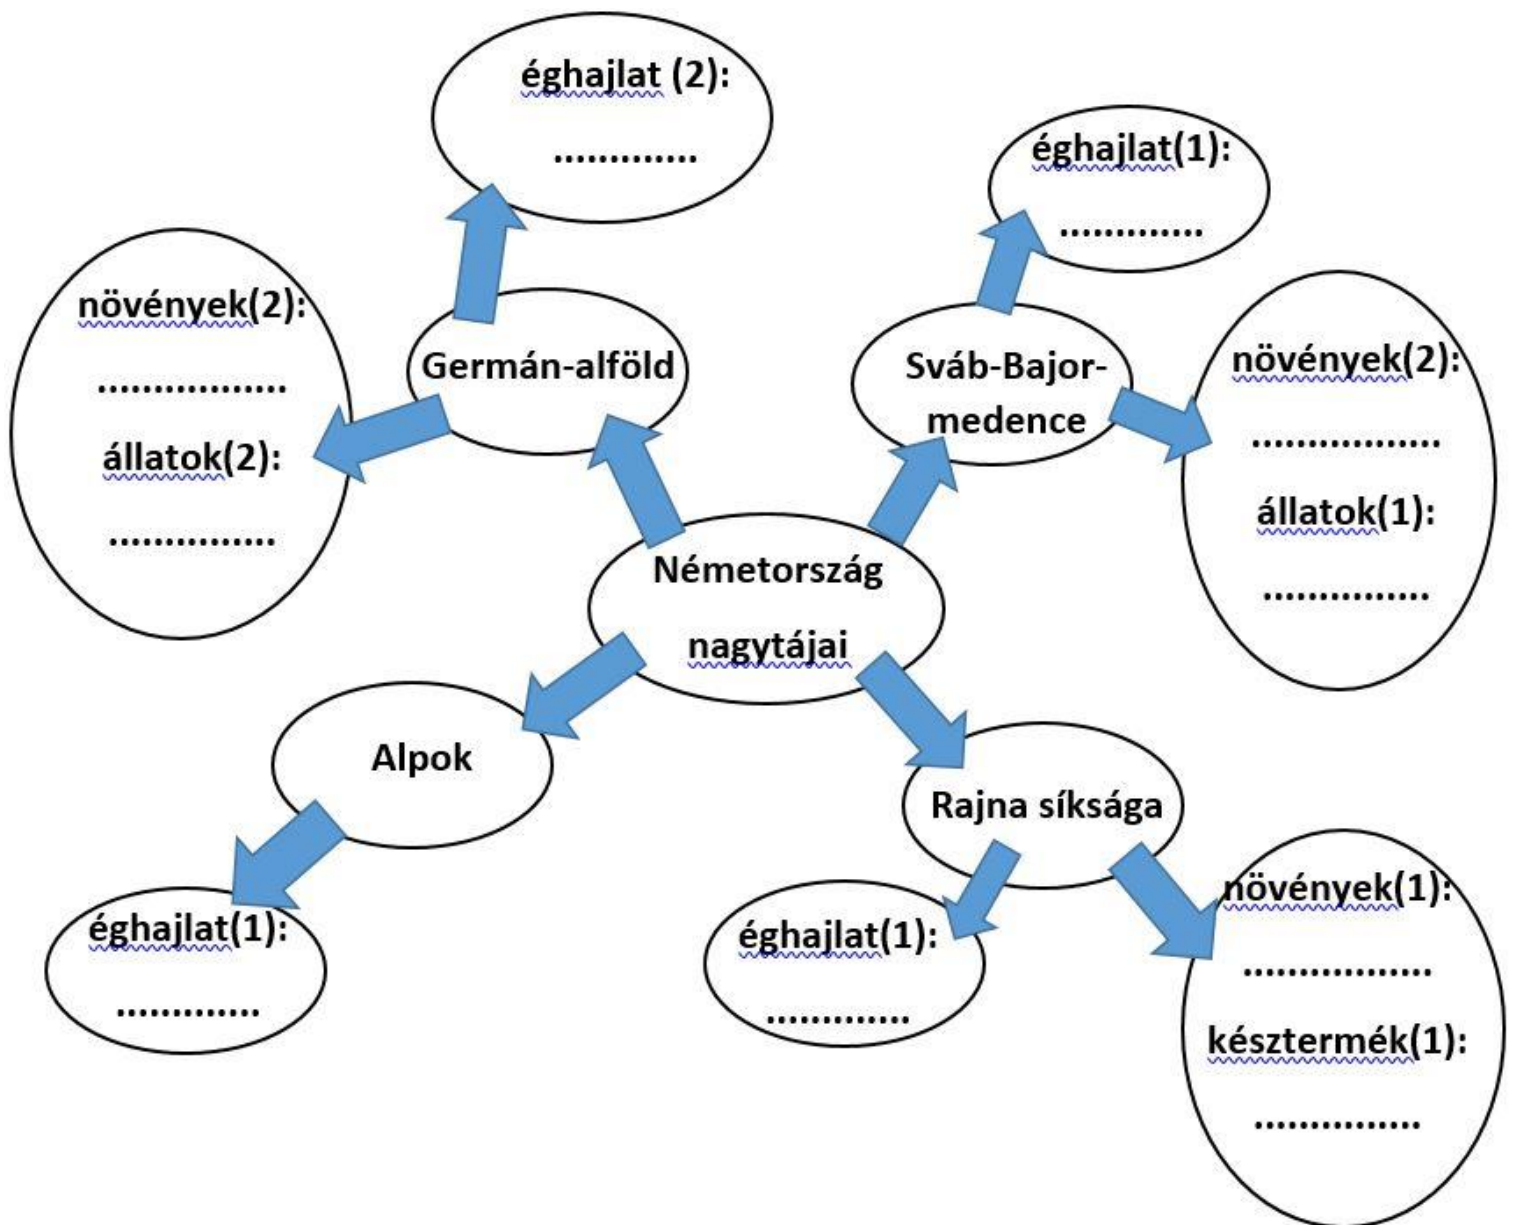 éghajlat (2):
.............
éghajlat(1):
.............
növények(2):
.................
állatok(2):
...............
Germán-alföld
Sváb-Bajor-
medence
növények(2):
.................
állatok(1):
...............
Németország
nagytájai
Alpok
éghajlat(1):
.............
Rajna síksága
éghajlat(1):
.............
növények(1):
.................
késztermék(1):
...............